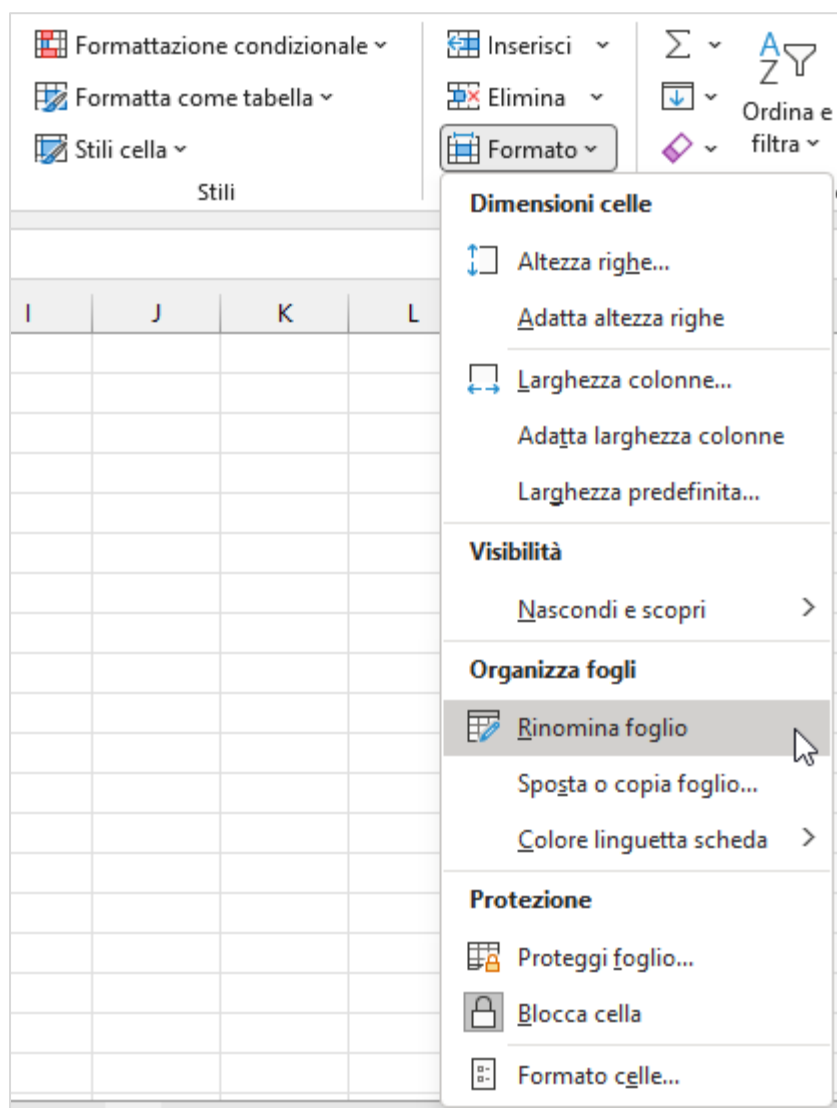 Formattazione condizionale
Formatta come tabella
Stili cella
Stili
Inserisci
Elimina
Formato
Ordina e
filtra
I J K L
Dimensioni celle
Altezza righe...
Adatta altezza righe
Larghezza colonne...
Adatta larghezza colonne
Larghezza predefinita...
Visibilità
Nascondi e scopri
Organizza fogli
Rinomina foglio
Sposta o copia foglio...
Colore linguetta scheda
Protezione
Proteggi foglio...
Blocca cella
Formato celle...